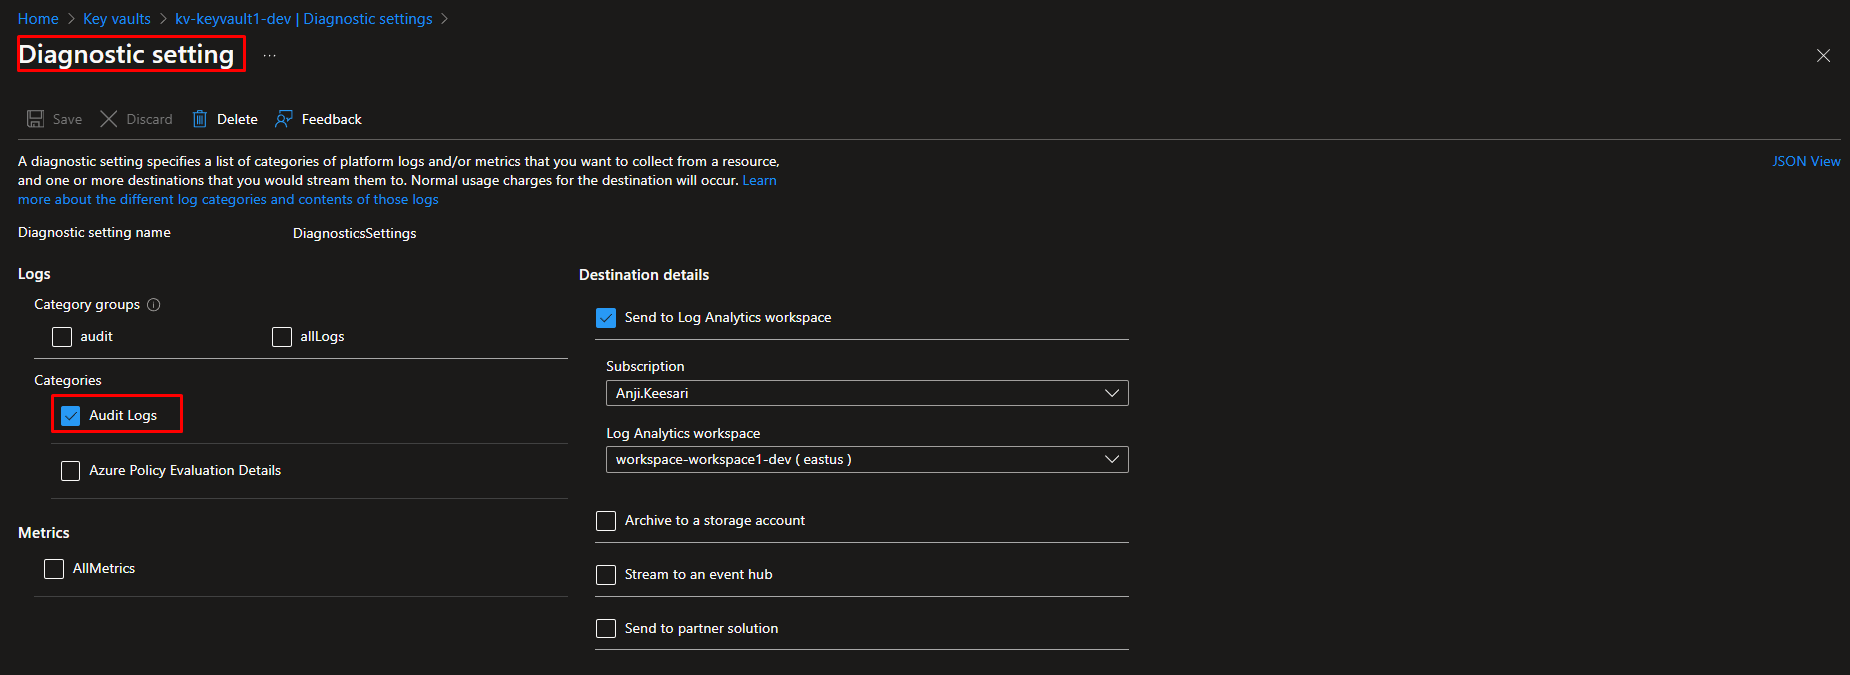 Home > Key vaults > kv-keyvault1-dev | Diagnostic settings >
Diagnostic setting ...
Save Discard Delete Feedback
A diagnostic setting specifies a list of categories of platform logs and/or metrics that you want to collect from a resource,
and one or more destinations that you would stream them to. Normal usage charges for the destination will occur. Learn
more about the different log categories and contents of those logs
JSON View
Diagnostic setting name DiagnosticsSettings
Logs
Category groups
audit allLogs
Categories
Audit Logs
Azure Policy Evaluation Details
Metrics
AllMetrics
Destination details
Send to Log Analytics workspace
Subscription
Anji.Keesari
Log Analytics workspace
workspace-workspace1-dev ( eastus )
Archive to a storage account
Stream to an event hub
Send to partner solution